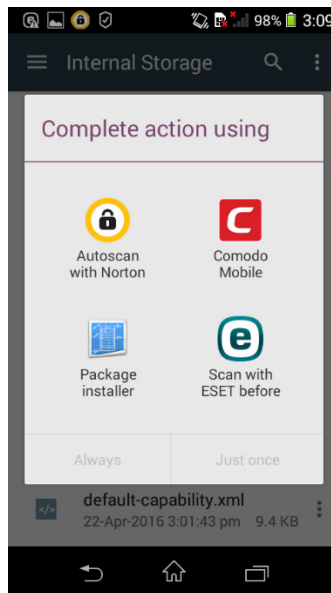 98% 3:09
Internal Storage
Complete action using
Autoscan
with Norton
Comodo
Mobile
Package
installer
Scan with
ESET before
Always
Just once
default-capability.xml
22-Apr-2016 3:01:43 pm 9.4 KB